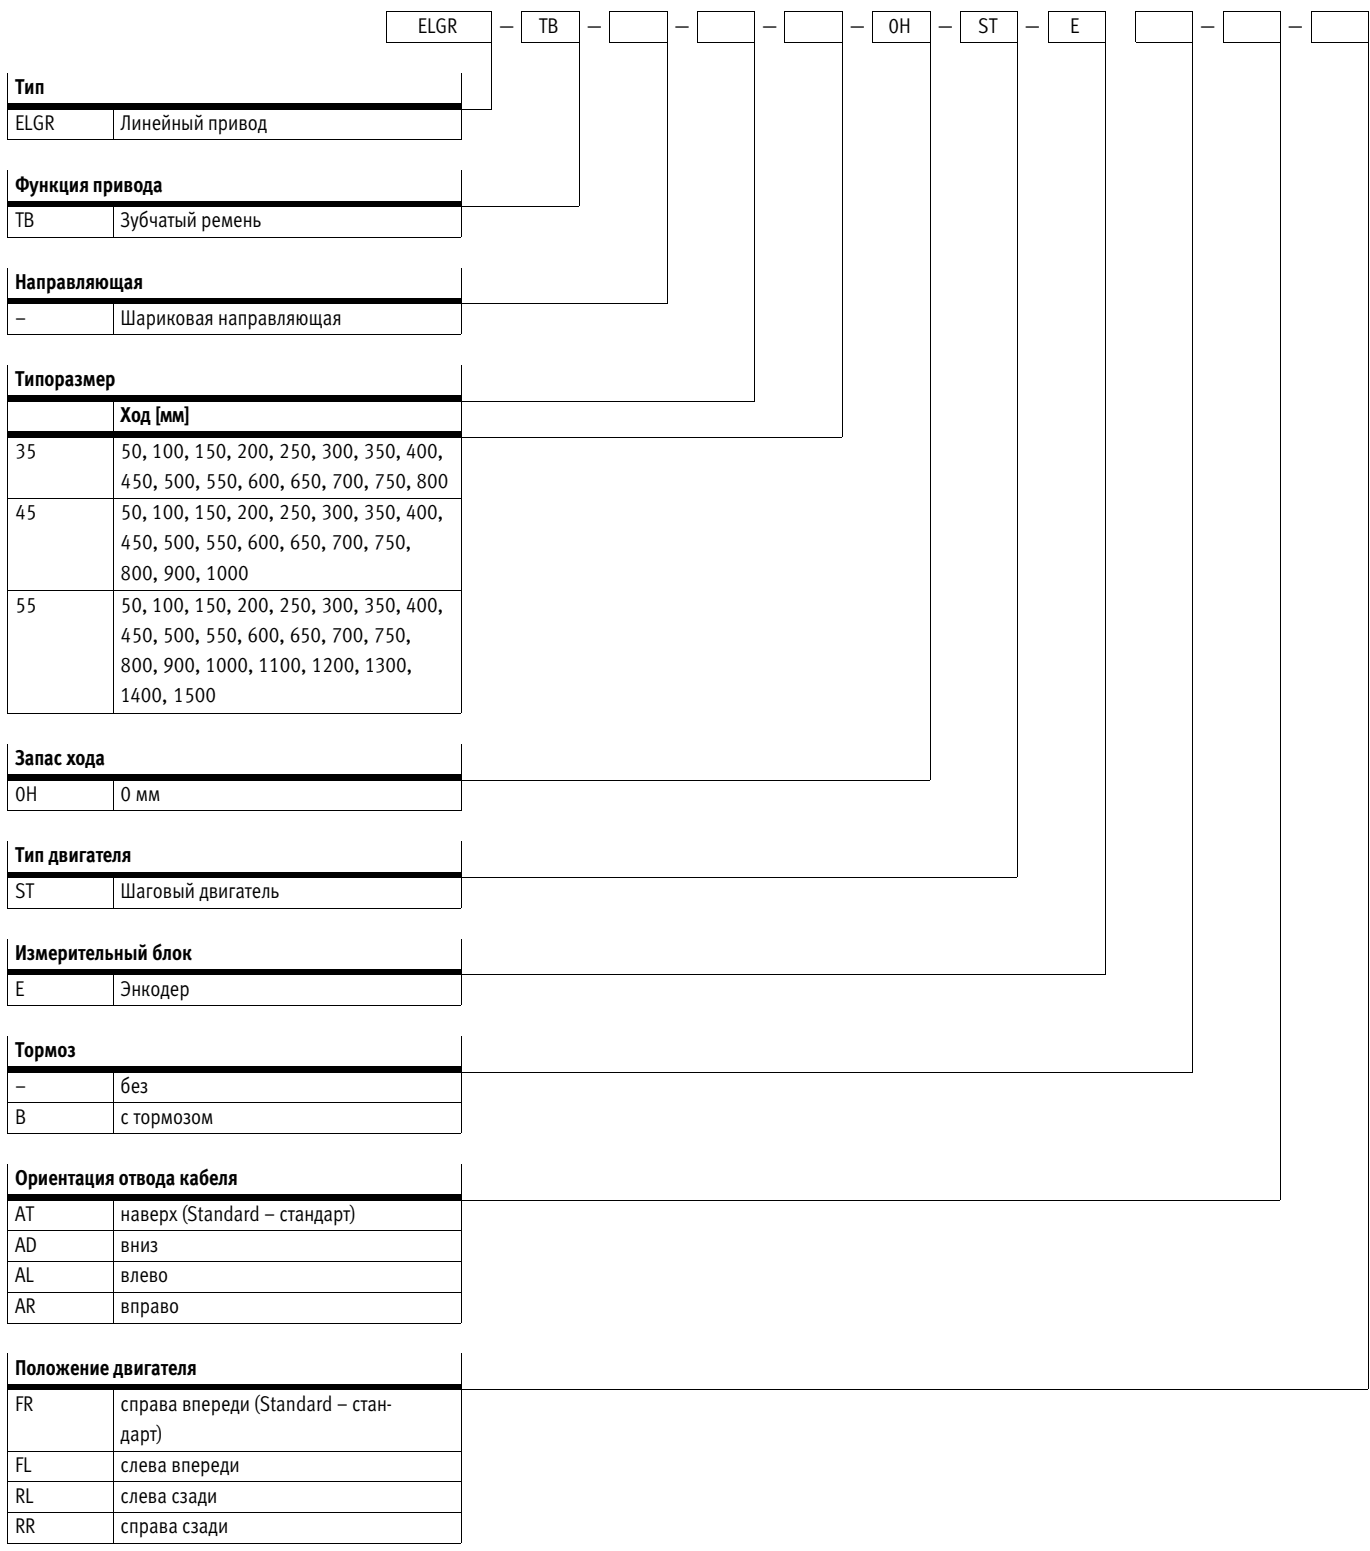 ELGR – TB – – – – 0H – ST – E – –
Тип
ELGR Линейный привод
Функция привода
TB Зубчатый ремень
Направляющая
– Шариковая направляющая
Типоразмер
Ход [мм]
35 50, 100, 150, 200, 250, 300, 350, 400,
450, 500, 550, 600, 650, 700, 750, 800
45 50, 100, 150, 200, 250, 300, 350, 400,
450, 500, 550, 600, 650, 700, 750,
800, 900, 1000
55 50, 100, 150, 200, 250, 300, 350, 400,
450, 500, 550, 600, 650, 700, 750,
800, 900, 1000, 1100, 1200, 1300,
1400, 1500
Запас хода
0H 0 мм
Тип двигателя
ST Шаговый двигатель
Измерительный блок
E Энкодер
Тормоз
– без
B с тормозом
Ориентация отвода кабеля
AT наверх (Standard – стандарт)
AD вниз
AL влево
AR вправо
Положение двигателя
FR справа впереди (Standard – стан-
дарт)
FL слева впереди
RL слева сзади
RR справа сзади